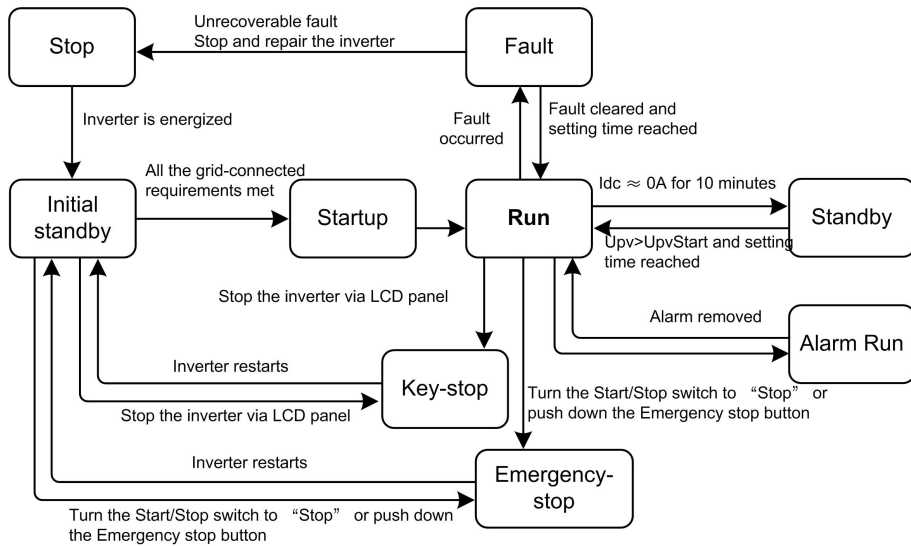 Unrecoverable fault
Stop and repair the inverter
Stop
Fault
Inverter is energized
Fault
occurred
Fault cleared and
setting time reached
All the grid-connected
requirements met
Initial
standby
Startup
Run
Idc ≈ 0A for 10 minutes
Standby
Upv>UpvStart and setting
time reached
Stop the inverter via LCD panel
Alarm removed
Alarm Run
Inverter restarts
Key-stop
Stop the inverter via LCD panel
Turn the Start/Stop switch to “Stop” or
push down the Emergency stop button
Inverter restarts
Emergency-
stop
Turn the Start/Stop switch to “Stop” or push down
the Emergency stop button